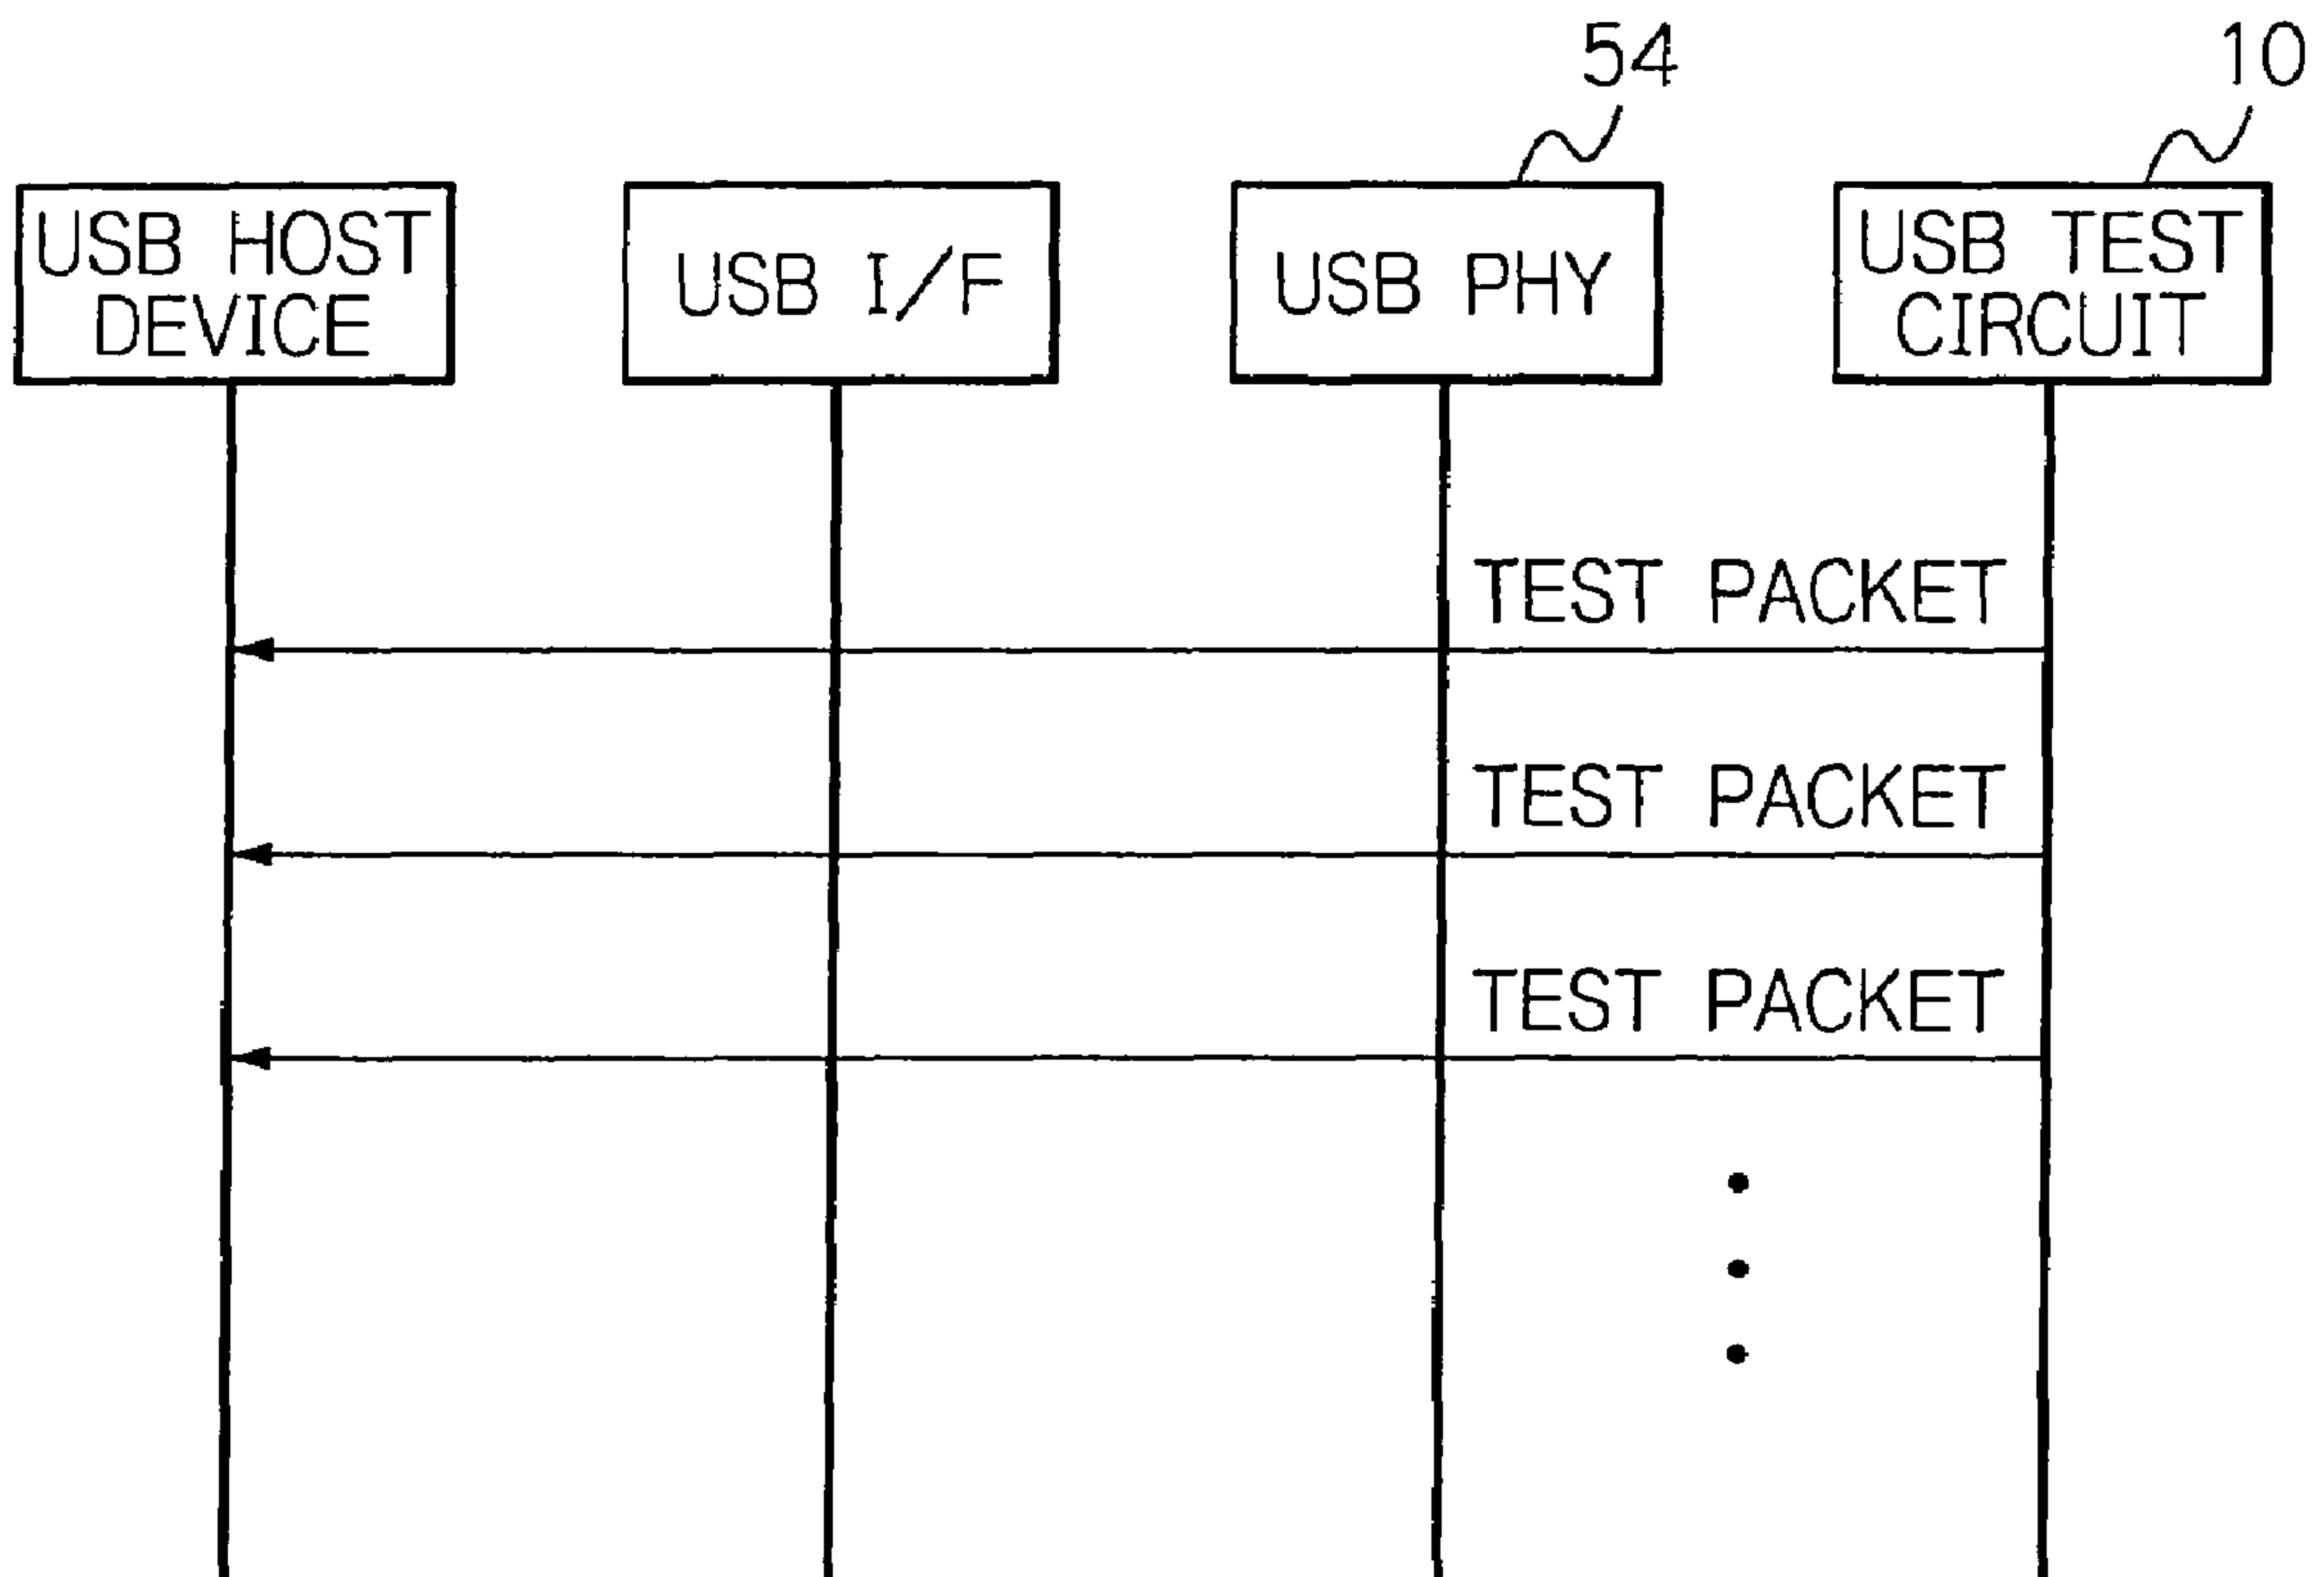 54
10
USB HOST
DEVICE
USB I/F
USB PHY
USB TEST
CIRCUIT
TEST PACKET
TEST PACKET
TEST PACKET